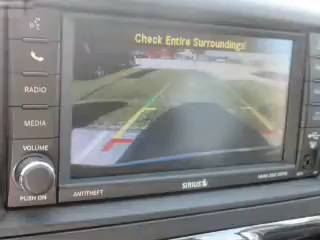 Check Entire Surroundings!
RADIO
MEDIA
VOLUME
PUSH ON
ANTITHEFT
SIRIUS